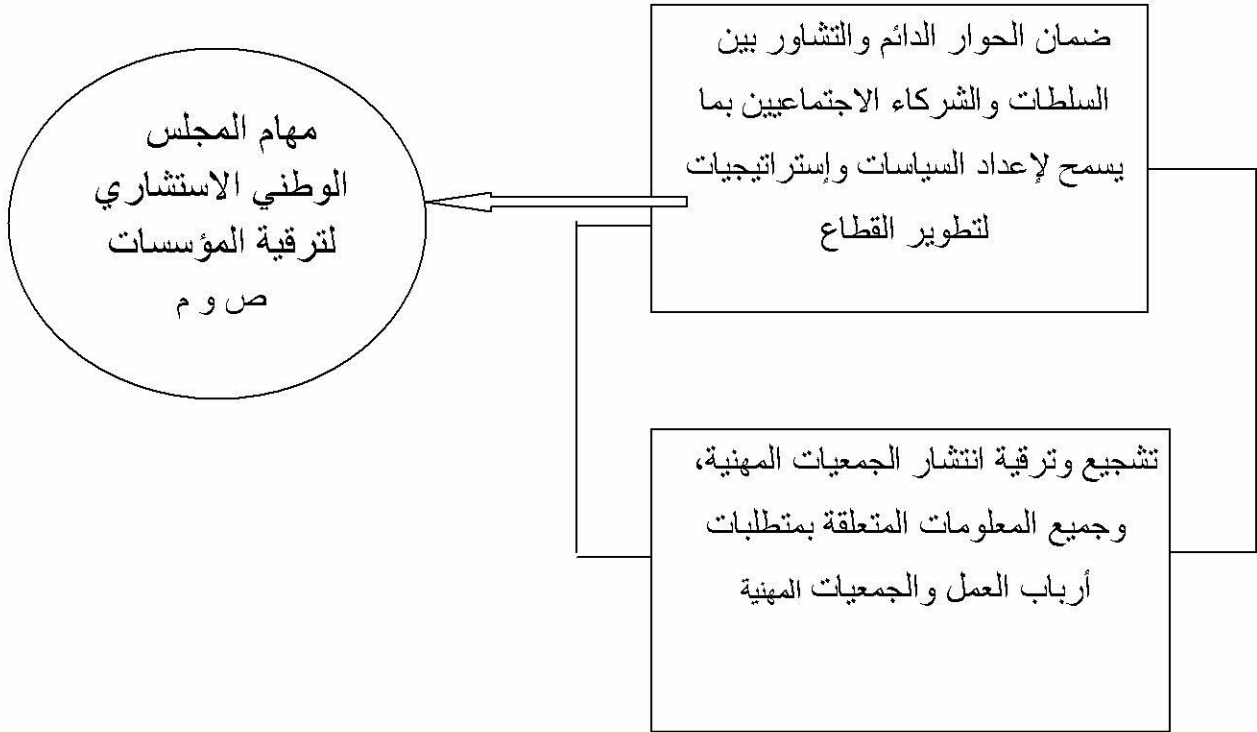 ضمان الحوار الدائم والتشاور بين
السلطات والشركاء الاجتماعيين بما
يسمح لإعداد السياسات وإستراتيجيات
لتطوير القطاع
مهام المجلس
الوطني الاستشاري
لترقية المؤسسات
ص و م
تشجيع وترقية انتشار الجمعيات المهنية،
وجميع المعلومات المتعلقة بمتطلبات
أرباب العمل والجمعيات المهنية